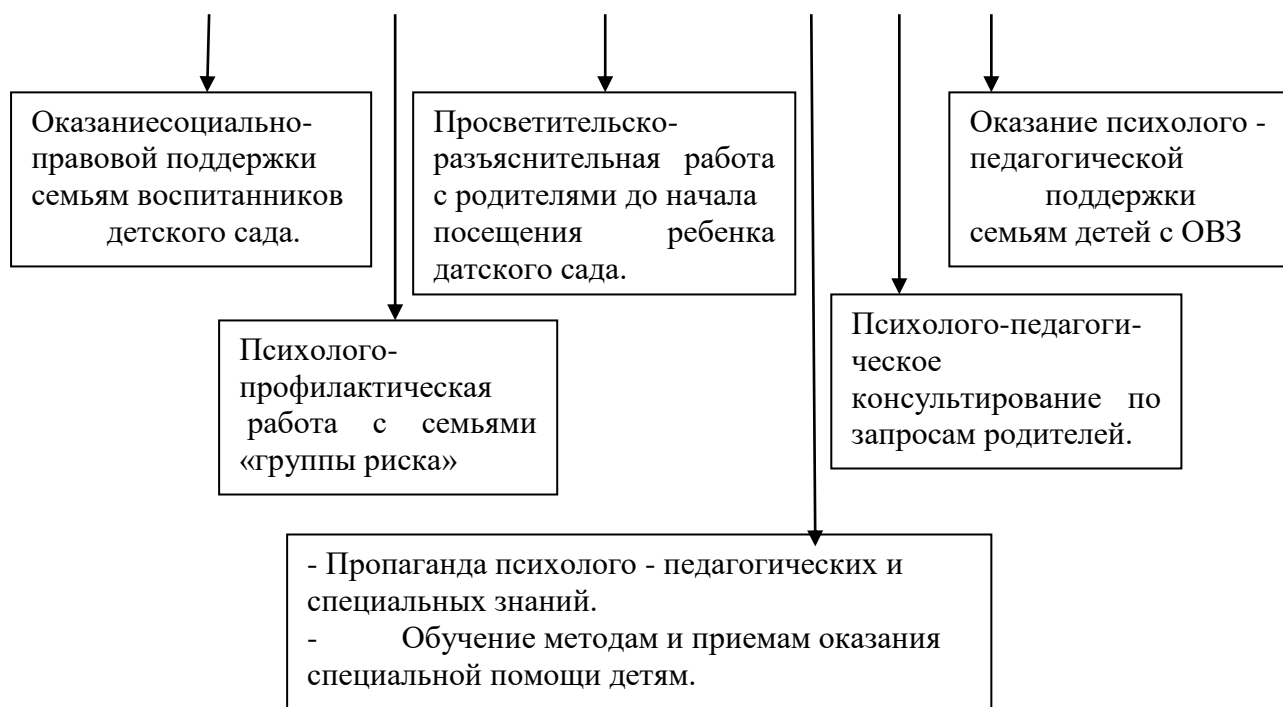 Оказаниесоциально-
правовой поддержки
семьям воспитанников
детского сада.
Просветительско-
разъяснительная работа
с родителями до начала
посещения ребенка
датского сада.
Оказание психолого -
педагогической
поддержки
семьям детей с ОВЗ
Психолого-
профилактическая
работа с семьями
«группы риска»
Психолого-педагоги-
ческое
консультирование по
запросам родителей.
- Пропаганда психолого - педагогических и
специальных знаний.
- Обучение методам и приемам оказания
специальной помощи детям.